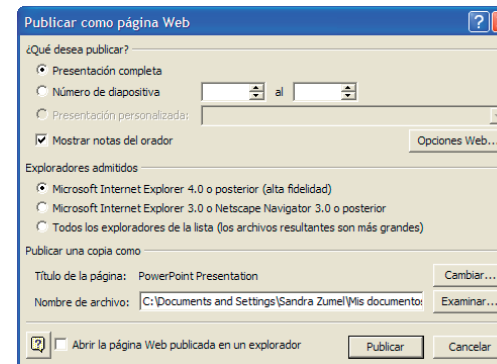 Publicar como página Web
¿Qué desea publicar?
Presentación completa
Número de diapositiva al
Presentación personalizada:
Mostrar notas del orador Opciones Web...
Exploradores admitidos
Microsoft Internet Explorer 4.0 o posterior (alta fidelidad)
Microsoft Internet Explorer 3.0 o Netscape Navigator 3.0 o posterior
Todos los exploradores de la lista (los archivos resultantes son más grandes)
Publicar una copia como
Título de la página: PowerPoint Presentation Cambiar...
Nombre de archivo: C:\Documents and Settings\Sandra Zumel\Mis documentos Examinar...
Abrir la página Web publicada en un explorador Publicar Cancelar